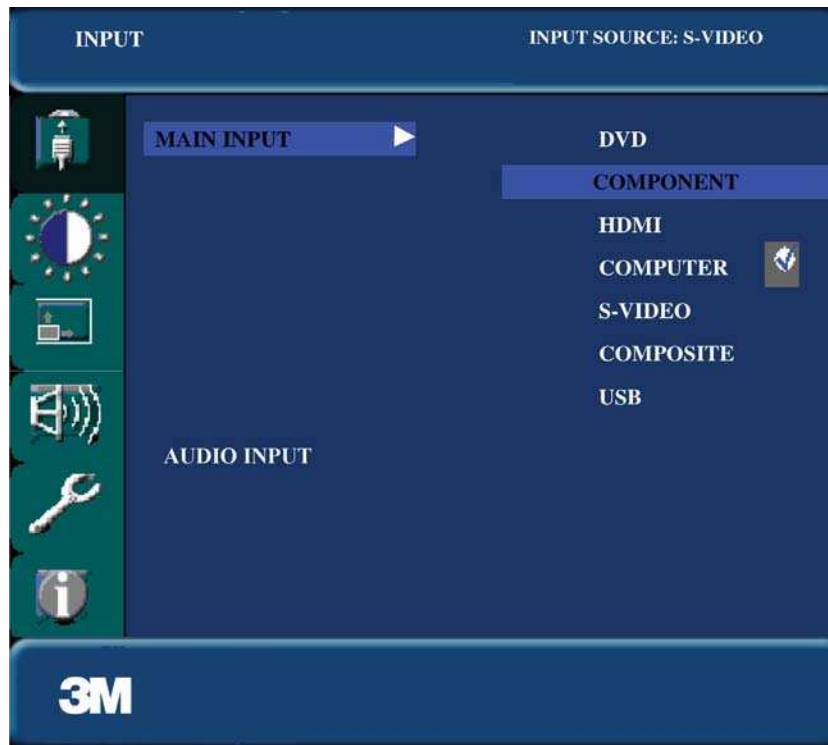 INPUT
INPUT SOURCE: S-VIDEO
MAIN INPUT
DVD
COMPONENT
HDMI
COMPUTER
S-VIDEO
COMPOSITE
USB
AUDIO INPUT
3M